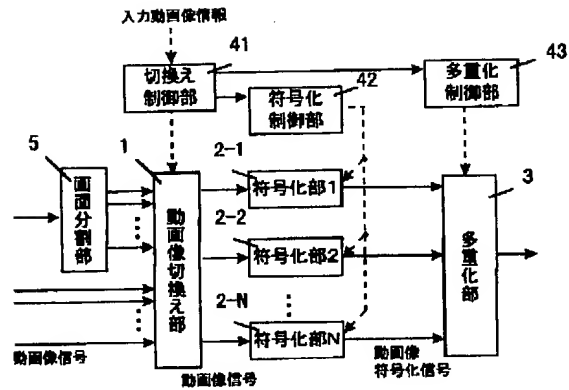 入力動画像情報
41
切換え
制御部
42
符号化
制御部
43
多重化
制御部
5
画面分割部
1
動画像切換え部
2-1
符号化部1
2-2
符号化部2
2-N
符号化部N
3
多重化部
動画像信号
動画像信号
動画像
符号化信号